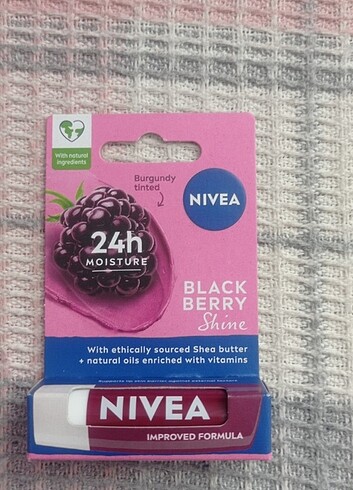 With natural
ingredients
Burgundy
tinted
NIVEA
24h
MOISTURE
BLACK
BERRY
Shine
With ethically sourced Shea butter
+ natural oils enriched with vitamins
NIVEA
IMPROVED FORMULA